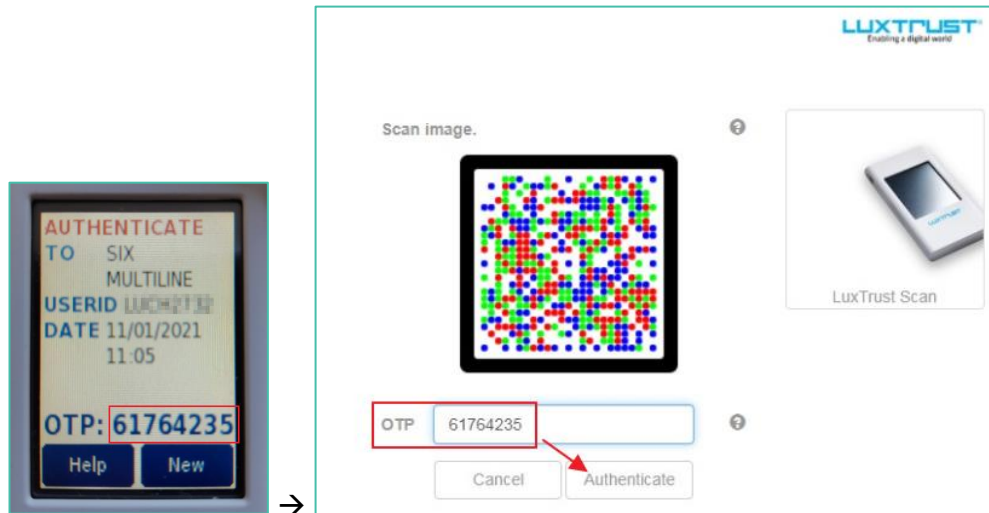 AUTHENTICATE
TO SIX
MULTILINE
USERID
DATE 11/01/2021
11:05
OTP: 61764235
Help New
→
LUXTRUST
Enabling a digital world
Scan image.
LUXTRUST
LuxTrust Scan
OTP 61764235
Cancel Authenticate